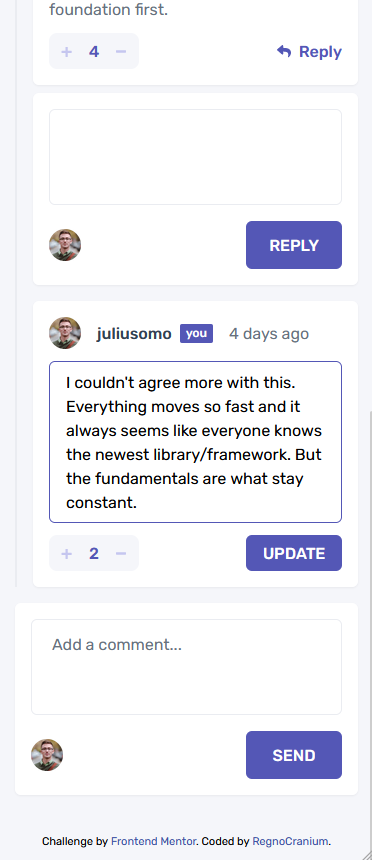 foundation first.
+ 4 −
Reply
REPLY
juliusomo you 4 days ago
I couldn't agree more with this.
Everything moves so fast and it
always seems like everyone knows
the newest library/framework. But
the fundamentals are what stay
constant.
+ 2 −
UPDATE
Add a comment...
SEND
Challenge by Frontend Mentor. Coded by RegnoCranium.